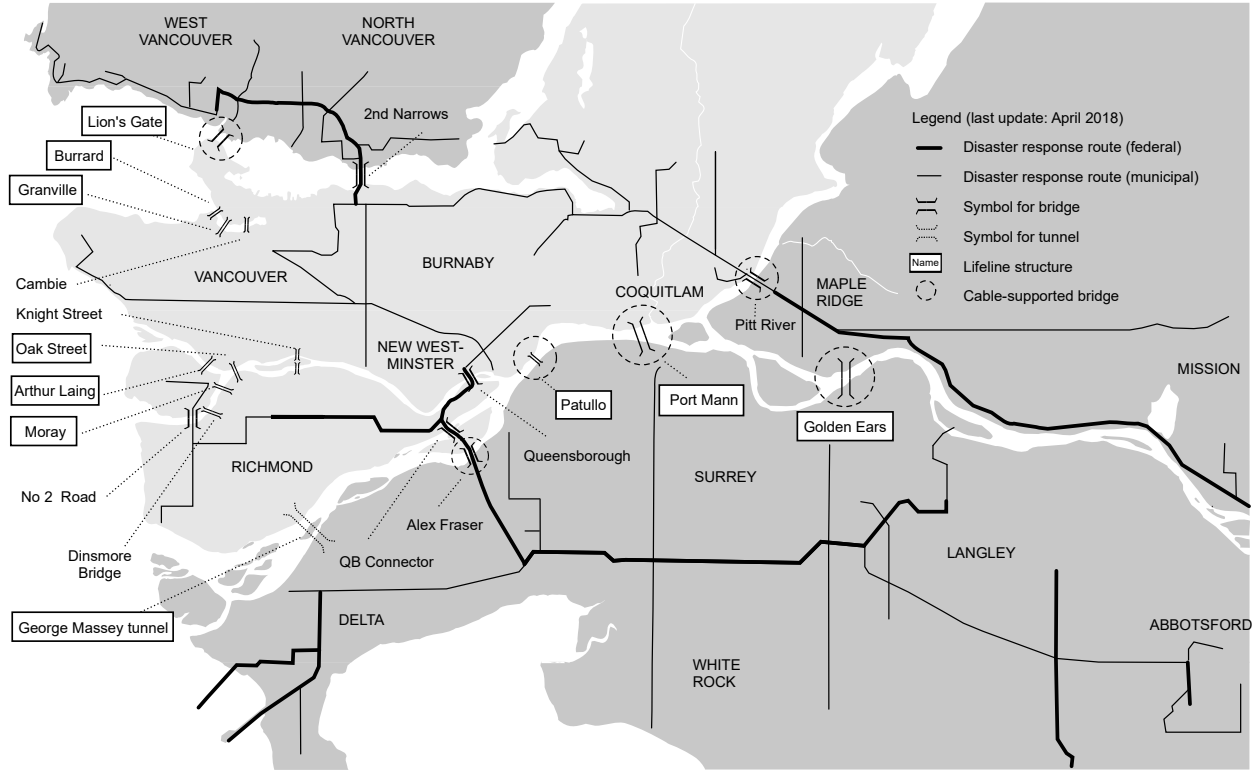 WEST
VANCOUVER
NORTH
VANCOUVER
Lion's Gate
2nd Narrows
Burrard
Granville
Legend (last update: April 2018)
Disaster response route (federal)
Disaster response route (municipal)
Symbol for bridge
Symbol for tunnel
Name
Lifeline structure
Cable-supported bridge
Cambie
VANCOUVER
BURNABY
COQUITLAM
MAPLE
RIDGE
Knight Street
Pitt River
Oak Street
NEW WEST-
MINSTER
MISSION
Arthur Laing
Patullo
Port Mann
Moray
Golden Ears
Queensborough
RICHMOND
SURREY
No 2 Road
Alex Fraser
Dinsmore
Bridge
QB Connector
LANGLEY
George Massey tunnel
DELTA
ABBOTSFORD
WHITE
ROCK